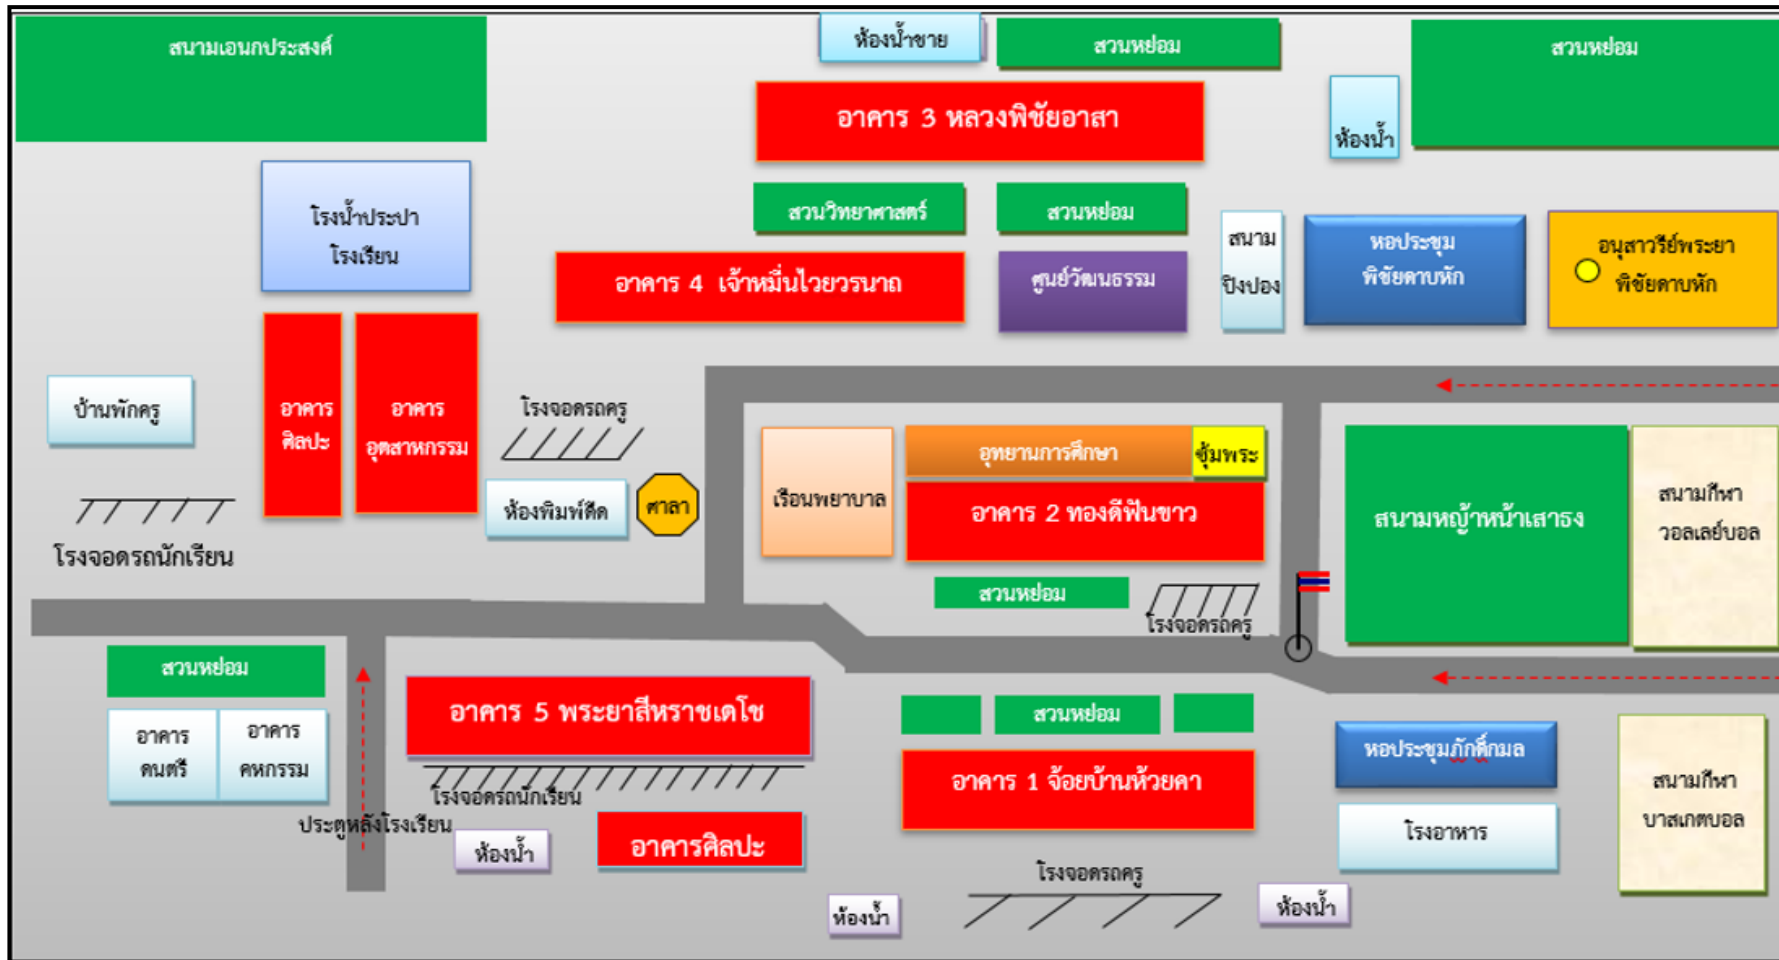 สนามเอนกประสงค์
ห้องน้ำชาย
สวนหย่อม
สวนหย่อม
อาคาร 3 หลวงพิชัยอาสา
ห้องน้ำ
โรงน้ำประปา
โรงเรียน
สวนวิทยาศาสตร์
สวนหย่อม
สนาม
ปิงปอง
หอประชุม
พิชัยดาบหัก
อนุสาวรีย์พระยา
พิชัยดาบหัก
อาคาร 4 เจ้าหมื่นไวยวรนาถ
ศูนย์วัฒนธรรม
บ้านพักครู
อาคาร
ศิลปะ
อาคาร
อุตสาหกรรม
โรงจอดรถครู
ห้องพิมพ์ดีด
ศาลา
เรือนพยาบาล
อุทยานการศึกษา
ซุ้มพระ
อาคาร 2 ทองดีฟันขาว
สนามหญ้าหน้าเสาธง
สนามกีฬา
วอลเลย์บอล
โรงจอดรถนักเรียน
สวนหย่อม
โรงจอดรถครู
สวนหย่อม
อาคาร
ดนตรี
อาคาร
คหกรรม
อาคาร 5 พระยาสีหราชเดโช
สวนหย่อม
โรงจอดรถนักเรียน
ประตูหลังโรงเรียน
ห้องน้ำ
อาคารศิลปะ
อาคาร 1 จ้อยบ้านห้วยคา
หอประชุมภักดิ์กมล
โรงอาหาร
สนามกีฬา
บาสเกตบอล
โรงจอดรถครู
ห้องน้ำ
ห้องน้ำ